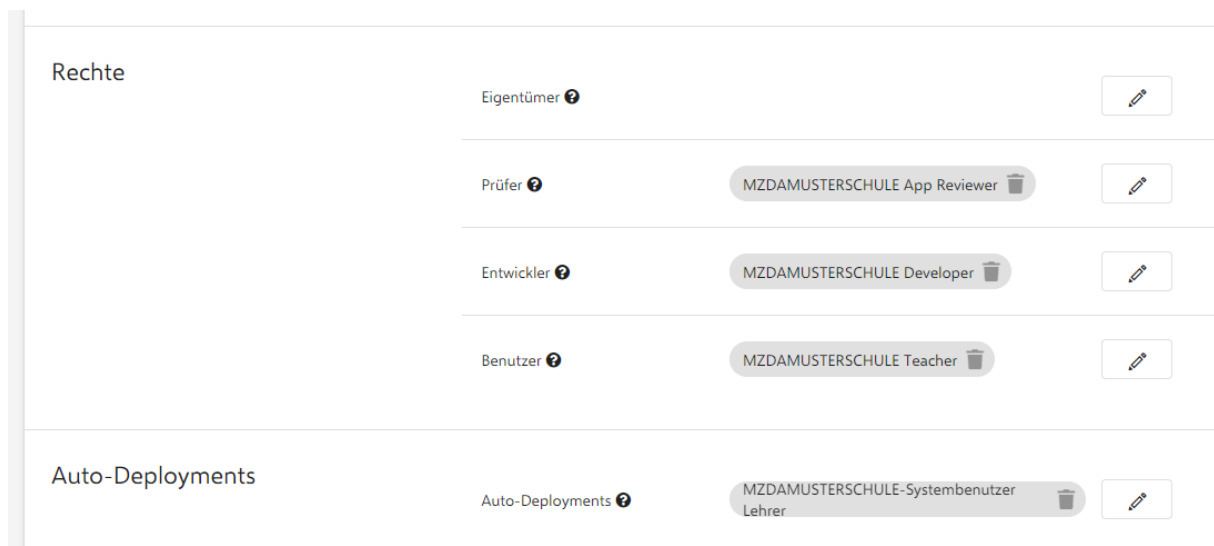 Rechte
Eigentümer ?
Prüfer ?
MZDAMUSTERSCHULE App Reviewer
Entwickler ?
MZDAMUSTERSCHULE Developer
Benutzer ?
MZDAMUSTERSCHULE Teacher
Auto-Deployments
Auto-Deployments ?
MZDAMUSTERSCHULE-Systembenutzer
Lehrer